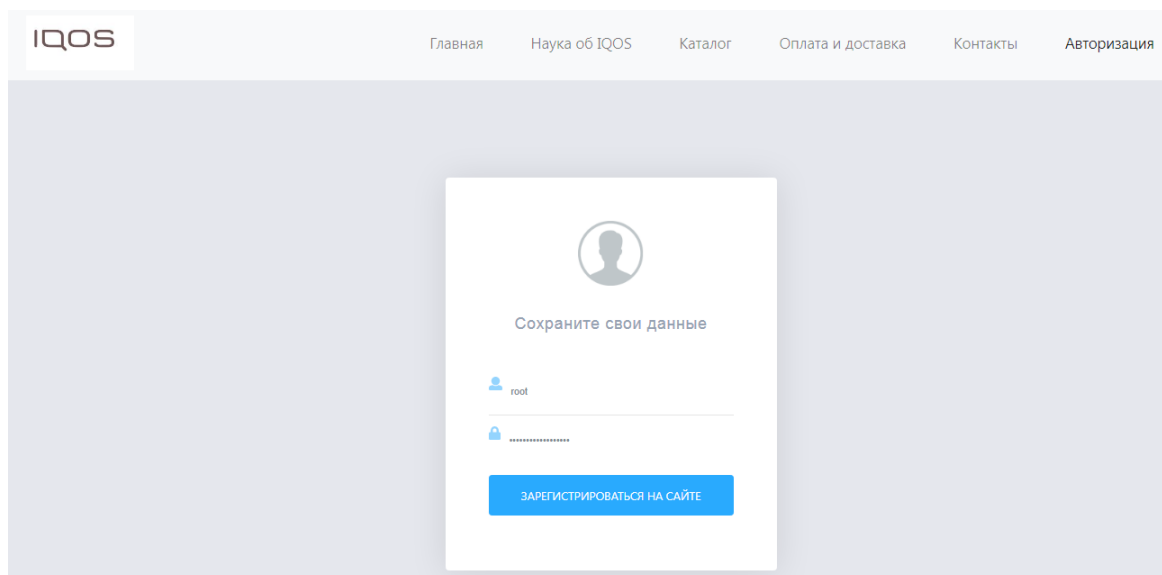 IQOS
Главная Наука об IQOS Каталог Оплата и доставка Контакты Авторизация
Сохраните свои данные
root
••••••••••••••••••
ЗАРЕГИСТРИРОВАТЬСЯ НА САЙТЕ